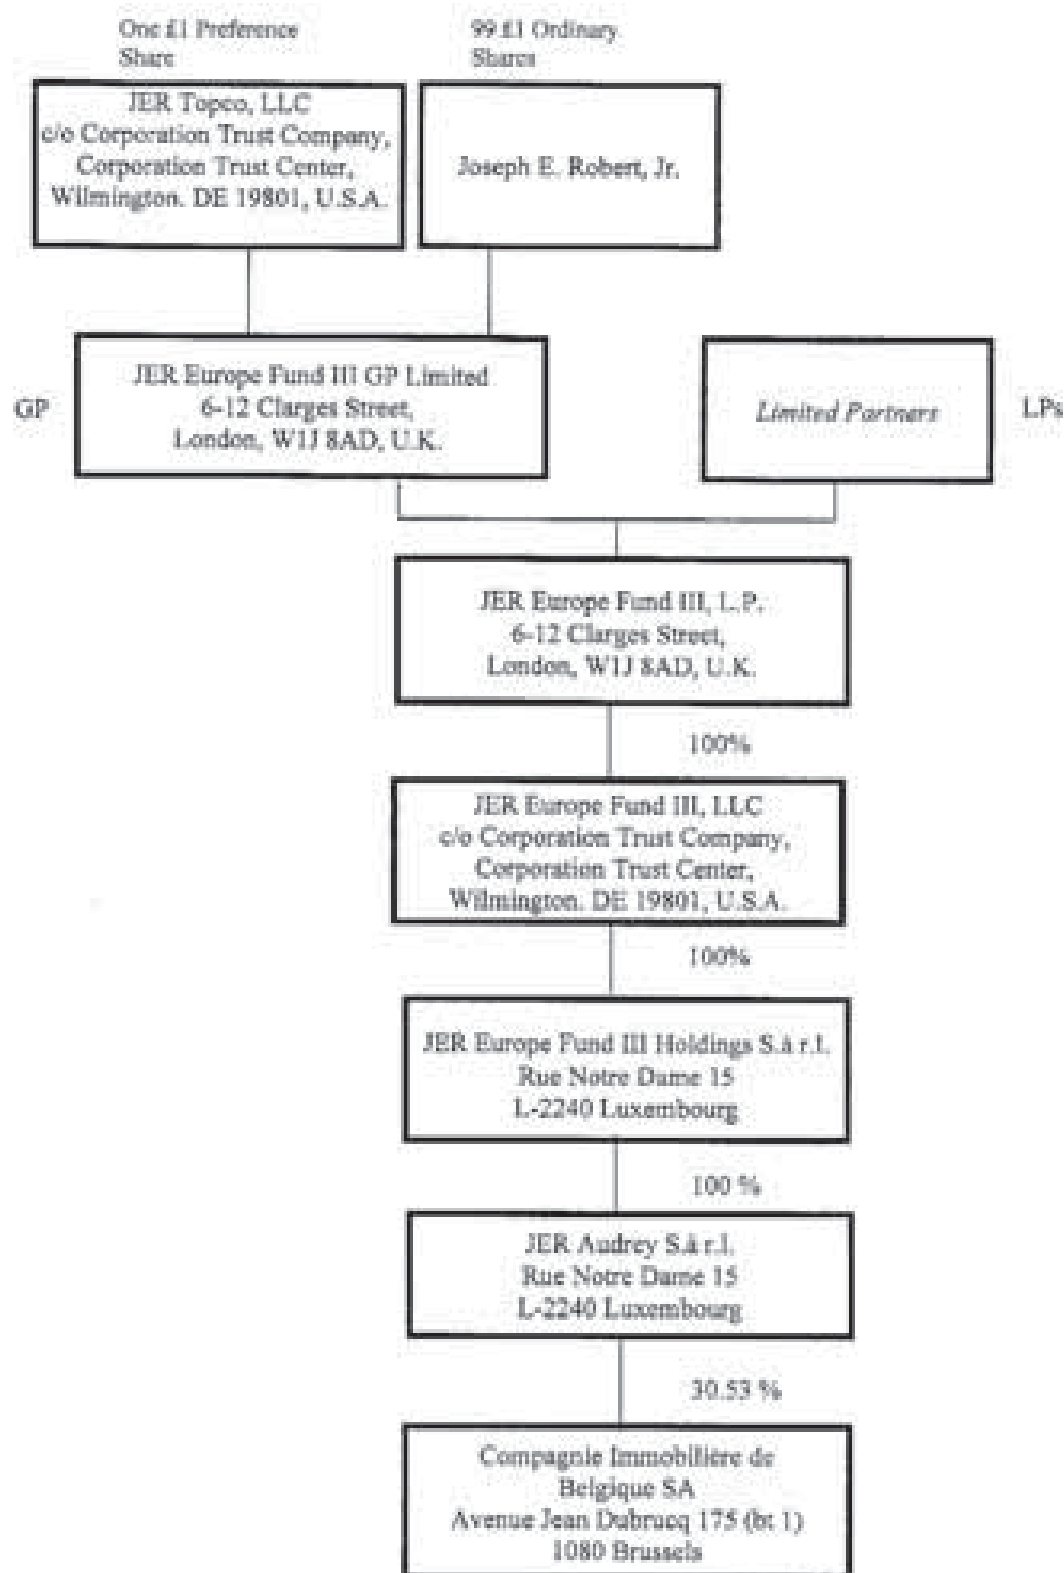 One £1 Preference
Share
99 £1 Ordinary
Shares
JER Topco, LLC
c/o Corporation Trust Company,
Corporation Trust Center,
Wilmington. DE 19801, U.S.A.
Joseph E. Robert, Jr.
GP
JER Europe Fund III GP Limited
6-12 Clarges Street,
London, W1J 8AD, U.K.
Limited Partners
LPs
JER Europe Fund III, L.P.
6-12 Clarges Street,
London, W1J 8AD, U.K.
100%
JER Europe Fund III, LLC
c/o Corporation Trust Company,
Corporation Trust Center,
Wilmington. DE 19801, U.S.A.
100%
JER Europe Fund III Holdings S.à r.l.
Rue Notre Dame 15
L-2240 Luxembourg
100 %
JER Audrey S.à r.l.
Rue Notre Dame 15
L-2240 Luxembourg
30.53 %
Compagnie Immobilière de
Belgique SA
Avenue Jean Dubrucq 175 (bt 1)
1080 Brussels